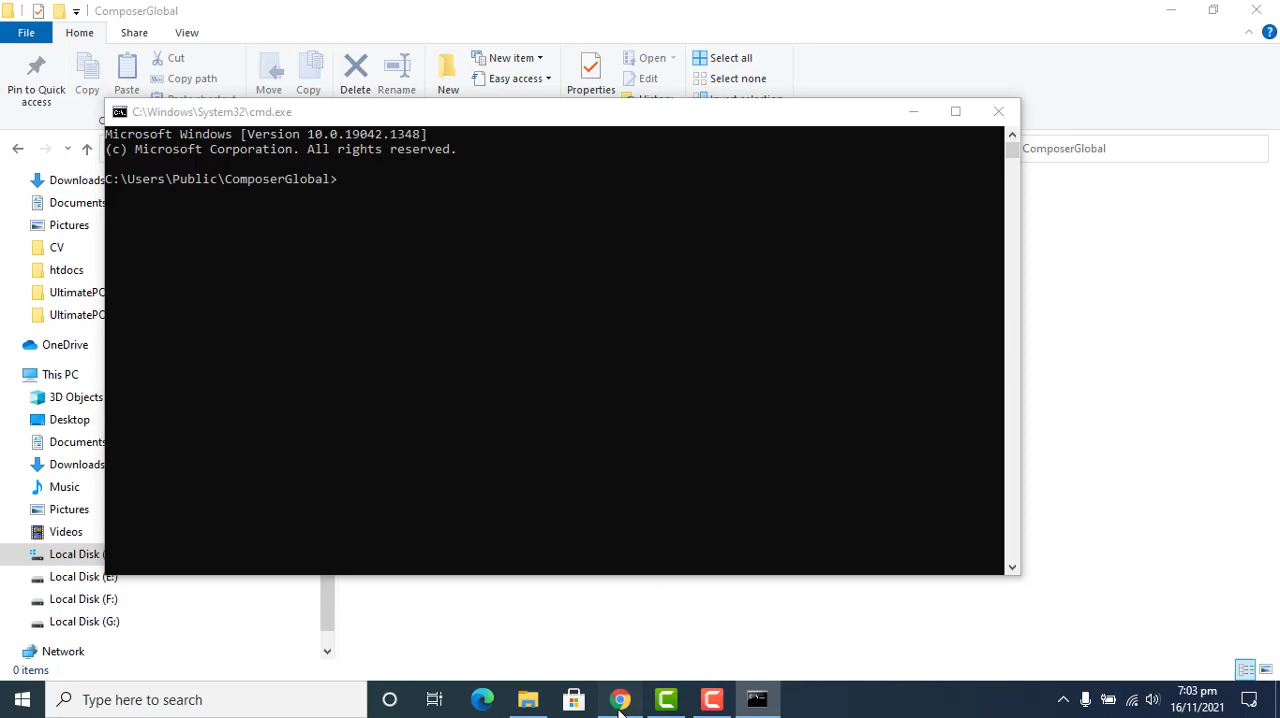 ComposerGlobal
File
Home
Share
View
Cut
Copy path
New item
Easy access
Open
Edit
Select all
Select none
Pin to Quick access
Copy
Paste
Move
Copy
Delete
Rename
New
Properties
C:\Windows\System32\cmd.exe
Microsoft Windows [Version 10.0.19042.1348]
(c) Microsoft Corporation. All rights reserved.
C:\Users\Public\ComposerGlobal>
ComposerGlobal
Downloads
Documents
Pictures
CV
htdocs
UltimatePC
UltimatePC
OneDrive
This PC
3D Objects
Desktop
Documents
Downloads
Music
Pictures
Videos
Local Disk (
Local Disk (E:)
Local Disk (F:)
Local Disk (G:)
Network
0 items
Type here to search
7:03 pm
16/11/2021